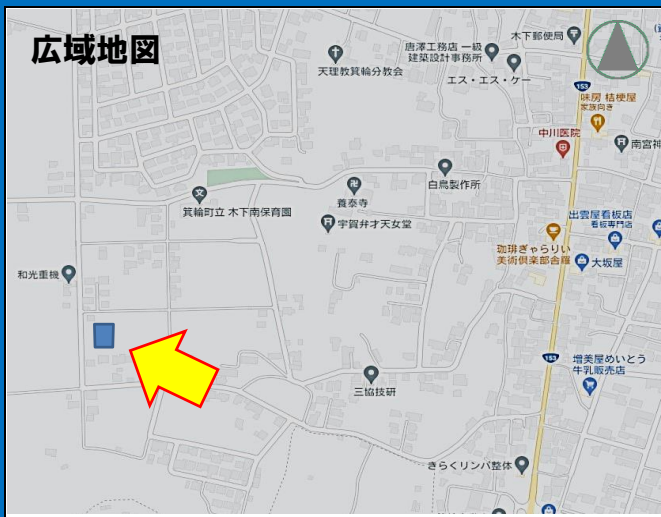 広域地図
木下郵便局
唐澤工務店 一級
建築設計事務所
天理教箕輪分教会
エス・エス・ケー
153
味房 桔梗屋
家族向き
中川医院
南宮神
白鳥製作所
養泰寺
箕輪町立 木下南保育園
宇賀弁才天女堂
出雲屋看板店
看板専門店
珈琲ぎゃらりい
美術倶楽部舎羅
大坂屋
和光重機
153
増美屋めいとう
牛乳販売店
三協技研
きらくリンパ整体